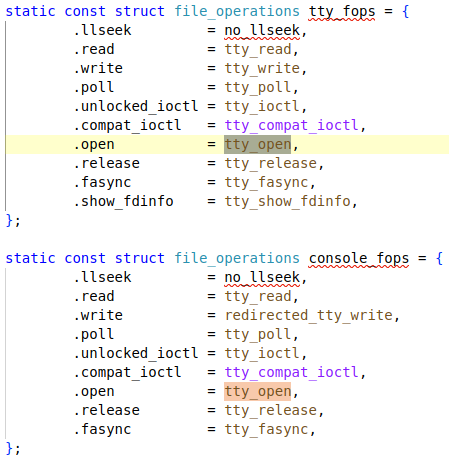 static const struct file_operations tty_fops = {
        .llseek         = no_llseek,
        .read           = tty_read,
        .write          = tty_write,
        .poll           = tty_poll,
        .unlocked_ioctl = tty_ioctl,
        .compat_ioctl   = tty_compat_ioctl,
        .open           = tty_open,
        .release        = tty_release,
        .fasync         = tty_fasync,
        .show_fdinfo    = tty_show_fdinfo,
};

static const struct file_operations console_fops = {
        .llseek         = no_llseek,
        .read           = tty_read,
        .write          = redirected_tty_write,
        .poll           = tty_poll,
        .unlocked_ioctl = tty_ioctl,
        .compat_ioctl   = tty_compat_ioctl,
        .open           = tty_open,
        .release        = tty_release,
        .fasync         = tty_fasync,
};